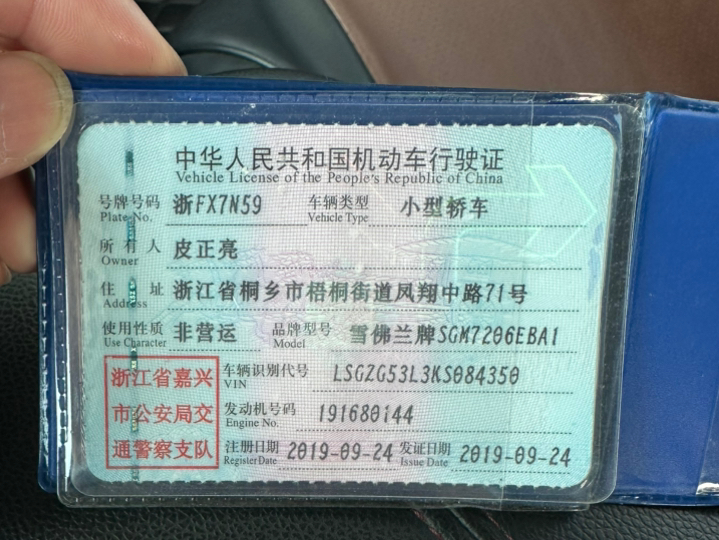 中华人民共和国机动车行驶证
Vehicle License of the People's Republic of China
号牌号码 浙FX7N59 车辆类型 小型轿车
Plate No. Vehicle Type
所有人 皮正亮
Owner
住址 浙江省桐乡市梧桐街道凤翔中路71号
Address
使用性质 非营运 品牌型号 雪佛兰牌SGM7206EBA1
Use Character Model
浙江省嘉兴 车辆识别代号 LSGZG53L3KS084350
VIN
市公安局交 发动机号码 191680144
Engine No.
通警察支队 注册日期 2019-09-24 发证日期 2019-09-24
Register Date Issue Date